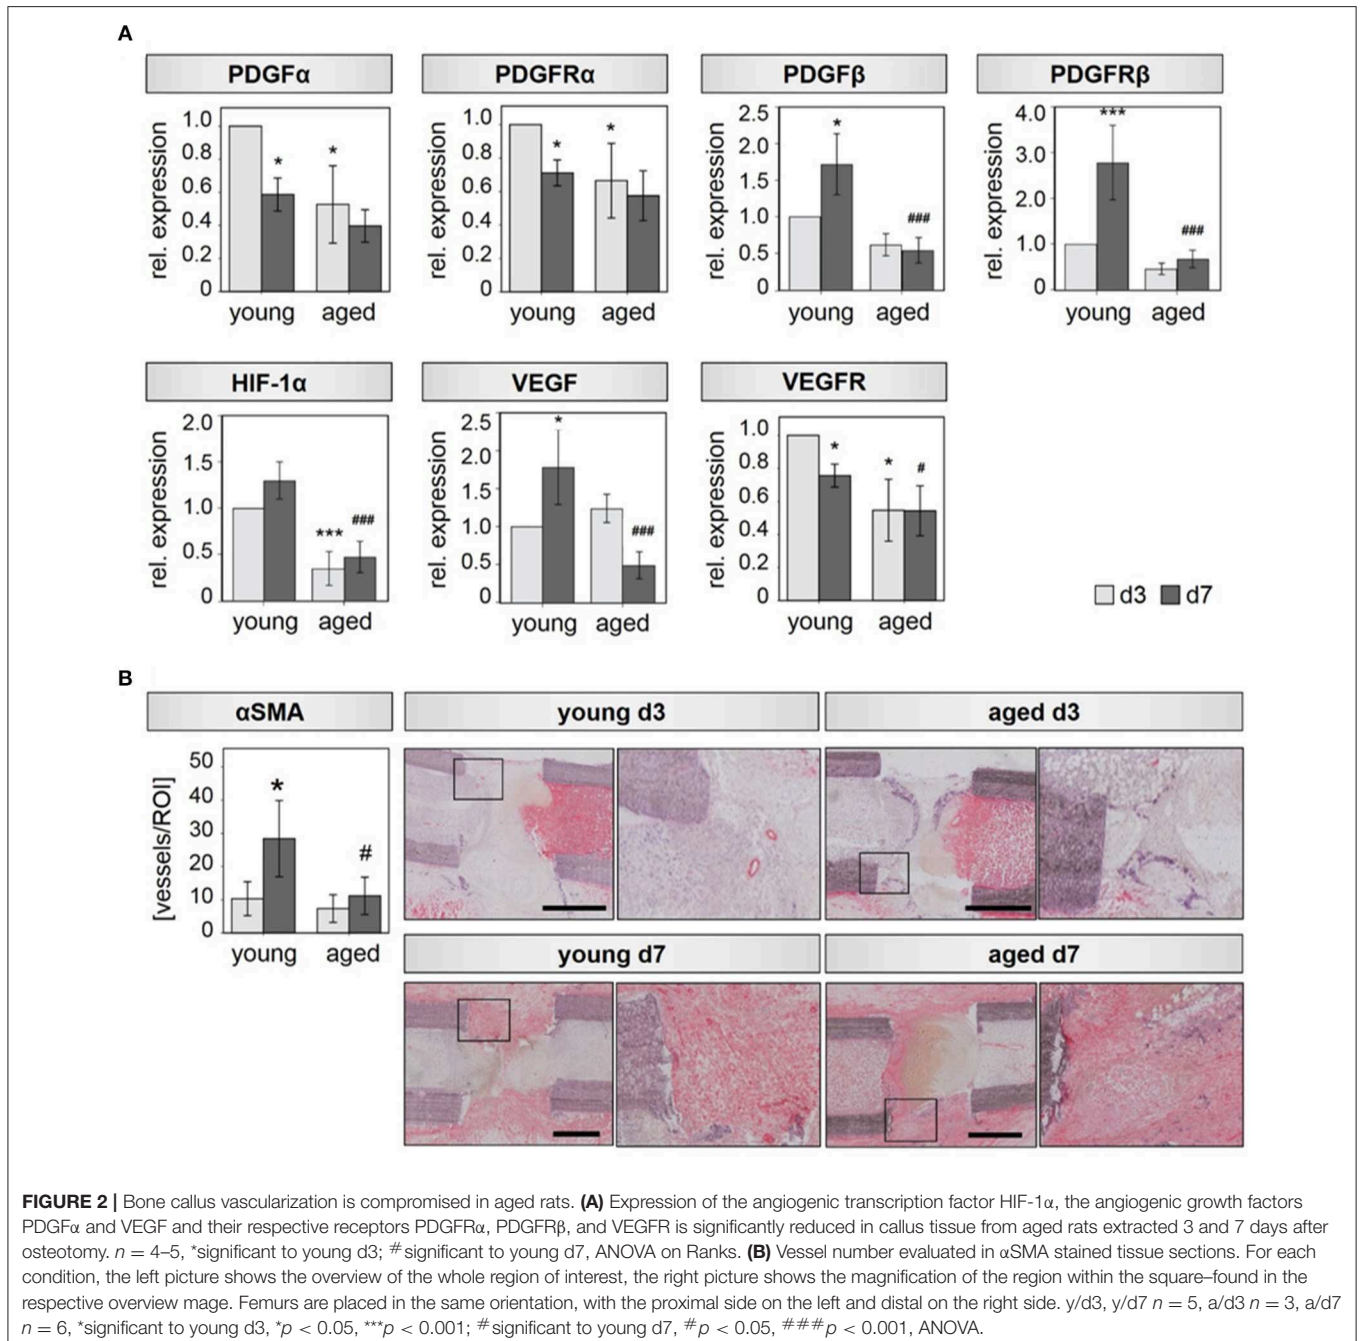 A
PDGFα
PDGFRα
PDGFβ
PDGFRβ
rel. expression
1.0
0.8
0.6
0.4
0.2
0
*
*
young
aged
rel. expression
1.0
0.8
0.6
0.4
0.2
0
*
*
young
aged
rel. expression
2.5
2.0
1.5
1.0
0.5
0
*
###
young
aged
rel. expression
4.0
3.0
2.0
1.0
0
***
###
young
aged
HIF-1α
VEGF
VEGFR
rel. expression
2.0
1.5
1.0
0.5
0
***
###
young
aged
rel. expression
2.5
2.0
1.5
1.0
0.5
0
*
###
young
aged
rel. expression
1.0
0.8
0.6
0.4
0.2
0
*
*
#
young
aged
d3 d7
B
αSMA
young d3
aged d3
[vessels/ROI]
50
40
30
20
10
0
*
#
young
aged
young d7
aged d7
FIGURE 2 | Bone callus vascularization is compromised in aged rats. (A) Expression of the angiogenic transcription factor HIF-1α, the angiogenic growth factors
PDGFα and VEGF and their respective receptors PDGFRα, PDGFRβ, and VEGFR is significantly reduced in callus tissue from aged rats extracted 3 and 7 days after
osteotomy. n = 4–5, *significant to young d3; #significant to young d7, ANOVA on Ranks. (B) Vessel number evaluated in αSMA stained tissue sections. For each
condition, the left picture shows the overview of the whole region of interest, the right picture shows the magnification of the region within the square–found in the
respective overview mage. Femurs are placed in the same orientation, with the proximal side on the left and distal on the right side. y/d3, y/d7 n = 5, a/d3 n = 3, a/d7
n = 6, *significant to young d3, *p < 0.05, ***p < 0.001; #significant to young d7, #p < 0.05, ###p < 0.001, ANOVA.